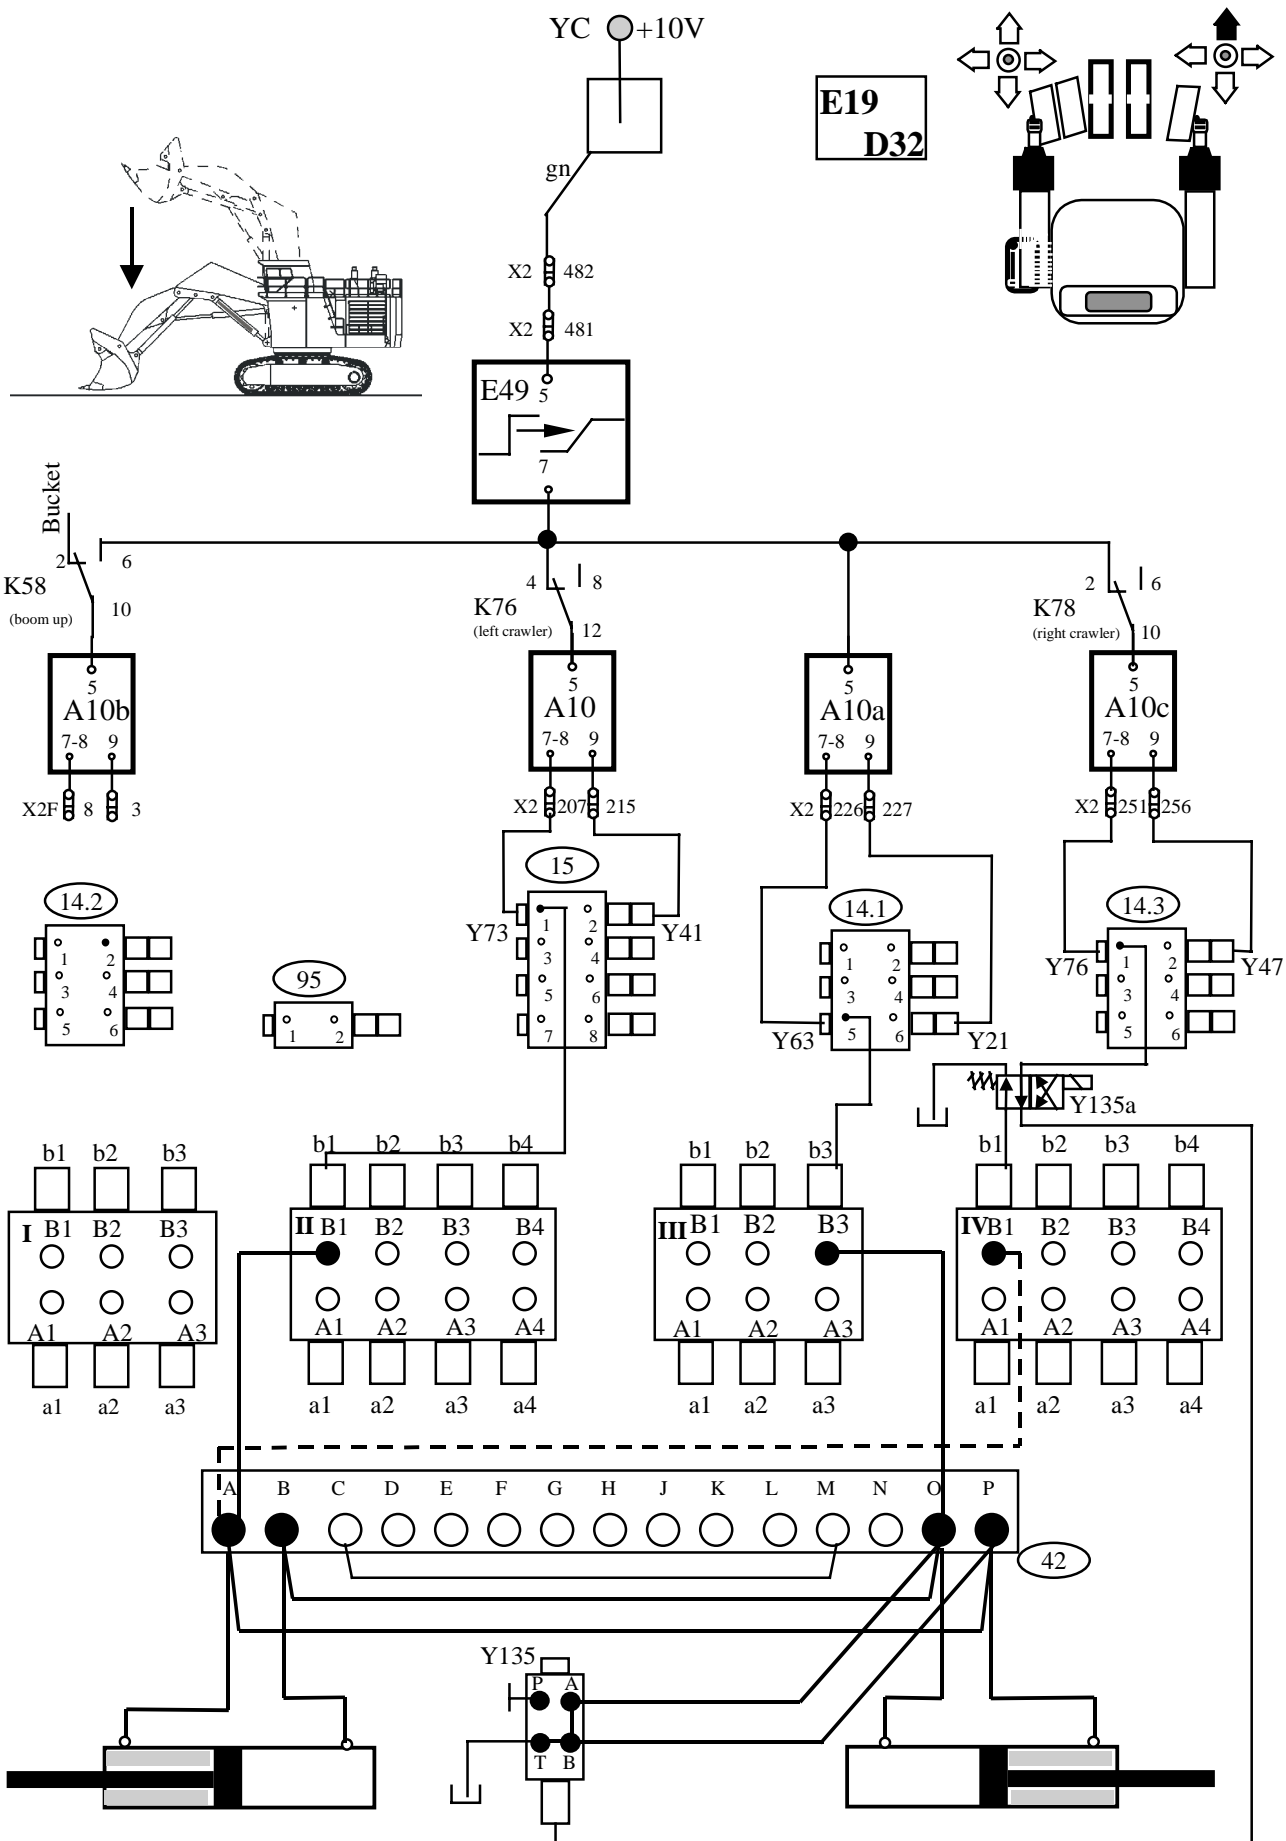 YC +10V
E19
D32
gn
X2 482
X2 481
E49 5
7
Bucket
2 6
K58
(boom up)
10
4 8
K76
(left crawler)
12
2 6
K78
(right crawler)
10
5
A10b
7-8 9
5
A10
7-8 9
5
A10a
7-8 9
5
A10c
7-8 9
X2F 8 3
X2 207 215
X2 226 227
X2 251 256
14.2
1 2
3 4
5 6
95
1 2
15
Y73 Y41
1 2
3 4
5 6
7 8
14.1
1 2
3 4
5 6
Y63 Y21
14.3
Y76 Y47
1 2
3 4
5 6
Y135a
b1 b2 b3
I B1 B2 B3
A1 A2 A3
a1 a2 a3
b1 b2 b3 b4
II B1 B2 B3 B4
A1 A2 A3 A4
a1 a2 a3 a4
b1 b2 b3
III B1 B2 B3
A1 A2 A3
a1 a2 a3
b1 b2 b3 b4
IV B1 B2 B3 B4
A1 A2 A3 A4
a1 a2 a3 a4
A B C D E F G H J K L M N O P
42
Y135
P A
T B